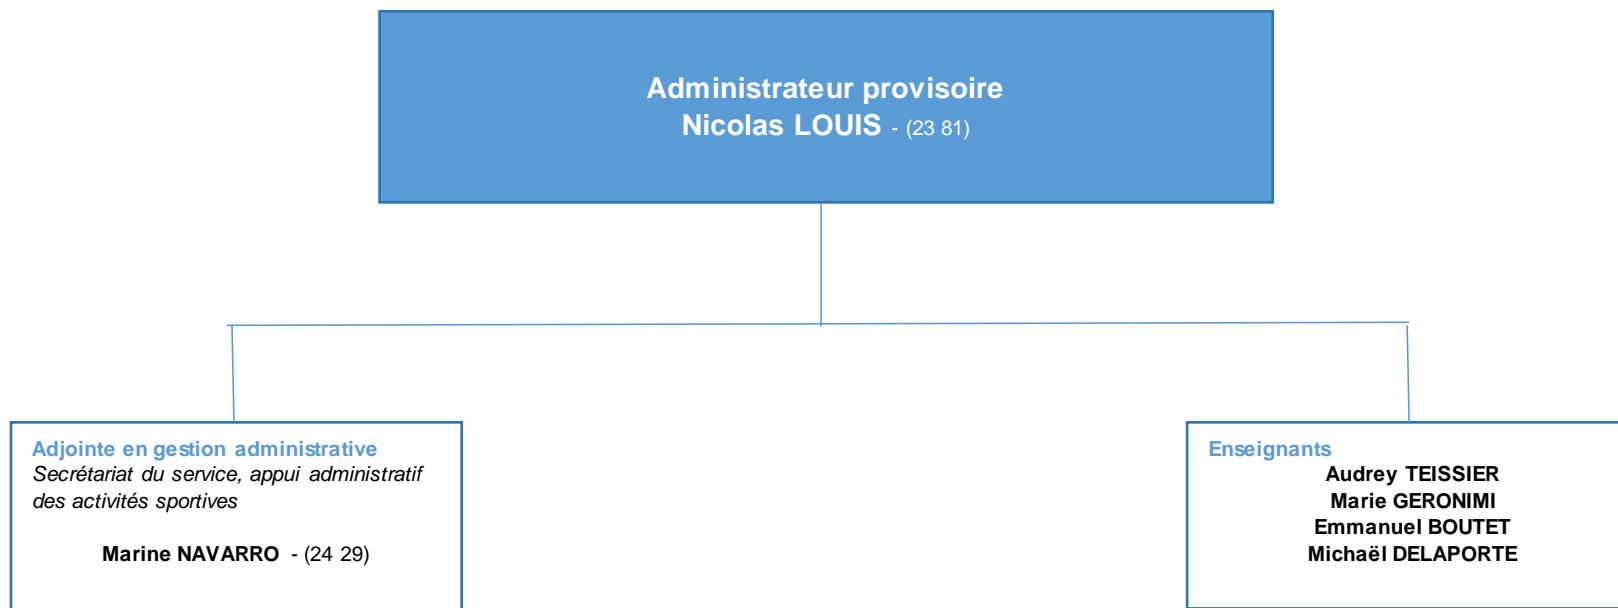 Administrateur provisoire
Nicolas LOUIS - (23 81)
Adjointe en gestion administrative
Secrétariat du service, appui administratif
des activités sportives
Marine NAVARRO - (24 29)
Enseignants
Audrey TEISSIER
Marie GERONIMI
Emmanuel BOUTET
Michaël DELAPORTE